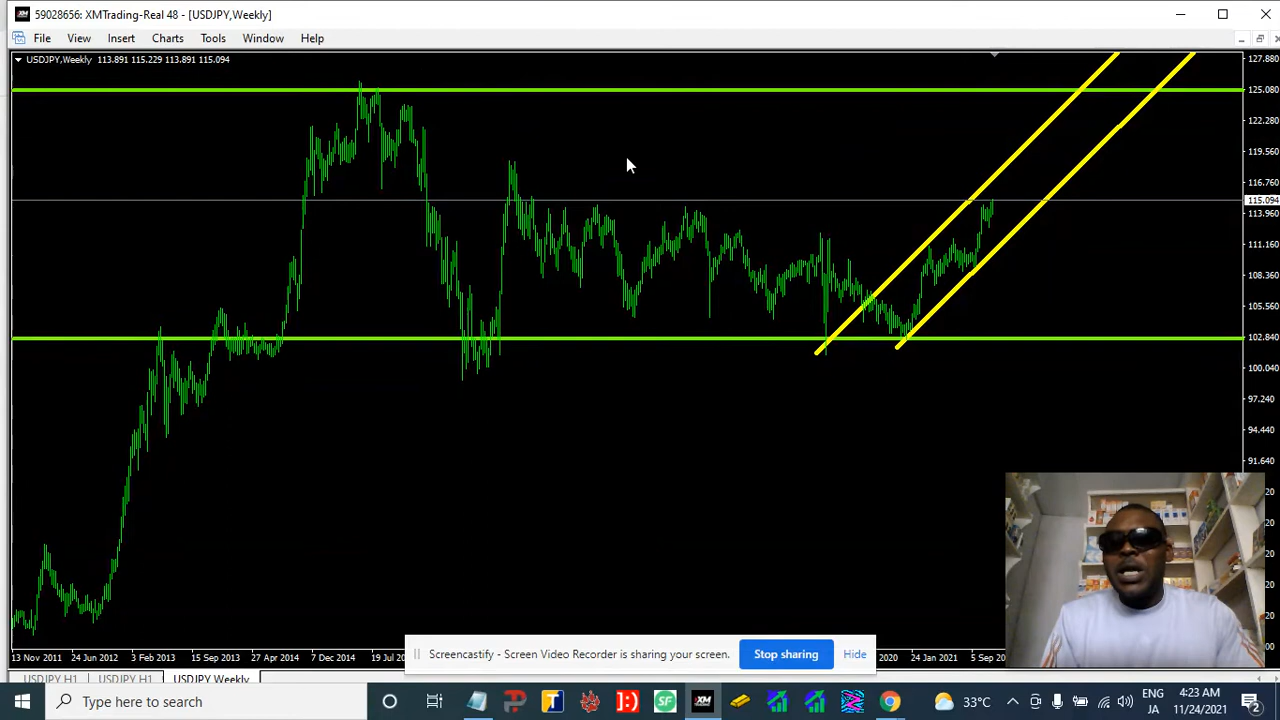 59028656: XMTrading-Real 48 - [USDJPY,Weekly]
File View Insert Charts Tools Window Help
USDJPY,Weekly 113.891 115.229 113.891 115.094
127.880
125.080
122.280
119.560
116.760
115.094
113.960
111.160
108.360
105.560
102.840
100.040
97.240
94.440
91.640
Screencastify - Screen Video Recorder is sharing your screen. Stop sharing Hide
13 Nov 2011 24 Jun 2012 3 Feb 2013 15 Sep 2013 27 Apr 2014 7 Dec 2014 19 Jul 2020 24 Jan 2021 5 Sep
USDJPY H1 USDJPY H1 USDJPY Weekly
Type here to search
33°C
ENG
JA
4:23 AM
11/24/2021
2